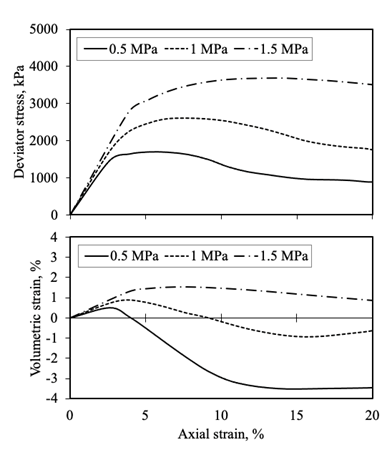 5000
4000
3000
2000
1000
0
Deviator stress, kPa
0.5 MPa 1 MPa 1.5 MPa
4
3
2
1
0
-1
-2
-3
-4
Volumetric strain, %
0.5 MPa 1 MPa 1.5 MPa
0 5 10 15 20
Axial strain, %